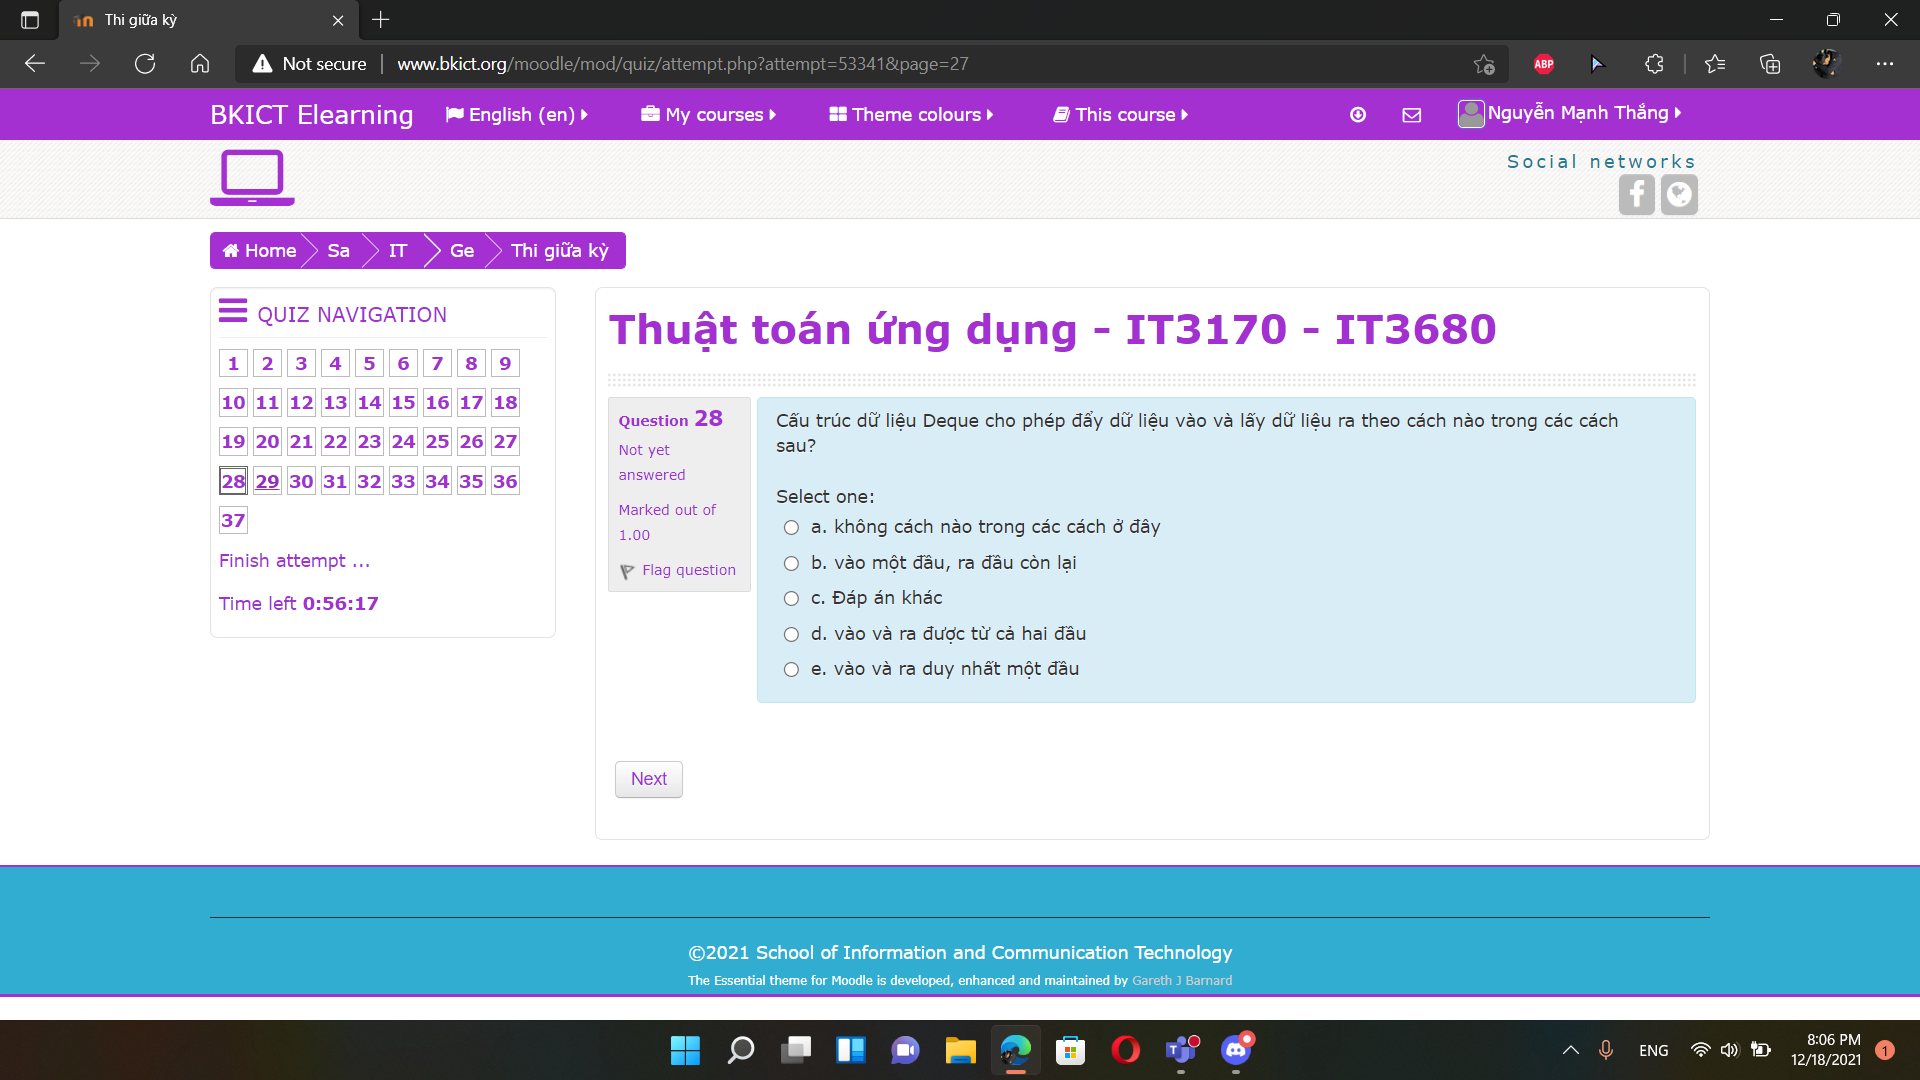 Thi giữa kỳ
Not secure
www.bkict.org/moodle/mod/quiz/attempt.php?attempt=53341&page=27
ABP
BKICT Elearning
English (en)
My courses
Theme colours
This course
Nguyễn Mạnh Thắng
Social networks
Home
Sa
IT
Ge
Thi giữa kỳ
QUIZ NAVIGATION
1 2 3 4 5 6 7 8 9
10 11 12 13 14 15 16 17 18
19 20 21 22 23 24 25 26 27
28 29 30 31 32 33 34 35 36
37
Finish attempt ...
Time left 0:56:17
Thuật toán ứng dụng - IT3170 - IT3680
Question 28
Not yet
answered
Marked out of
1.00
Flag question
Cấu trúc dữ liệu Deque cho phép đẩy dữ liệu vào và lấy dữ liệu ra theo cách nào trong các cách
sau?
Select one:
a. không cách nào trong các cách ở đây
b. vào một đầu, ra đầu còn lại
c. Đáp án khác
d. vào và ra được từ cả hai đầu
e. vào và ra duy nhất một đầu
Next
©2021 School of Information and Communication Technology
The Essential theme for Moodle is developed, enhanced and maintained by Gareth J Barnard
ENG
8:06 PM
12/18/2021
1